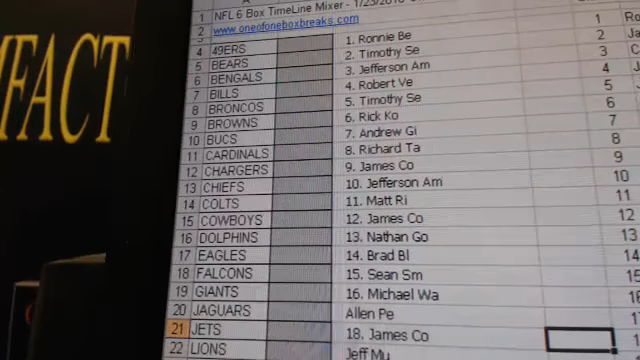 MFACT
1 NFL 6 Box TimeLine Mixer - 1/23/2016
2 www.oneofoneboxbreaks.com
3
4 49ERS 1. Ronnie Be 1
5 BEARS 2. Timothy Se 2
6 BENGALS 3. Jefferson Am 3
7 BILLS 4. Robert Ve 4
8 BRONCOS 5. Timothy Se 5
9 BROWNS 6. Rick Ko 6
10 BUCS 7. Andrew Gi 7
11 CARDINALS 8. Richard Ta 8
12 CHARGERS 9. James Co 9
13 CHIEFS 10. Jefferson Am 10
14 COLTS 11. Matt Ri 11
15 COWBOYS 12. James Co 12
16 DOLPHINS 13. Nathan Go 13
17 EAGLES 14. Brad Bl 14
18 FALCONS 15. Sean Sm 15
19 GIANTS 16. Michael Wa
20 JAGUARS Allen Pe
21 JETS 18. James Co
22 LIONS Jeff Mu